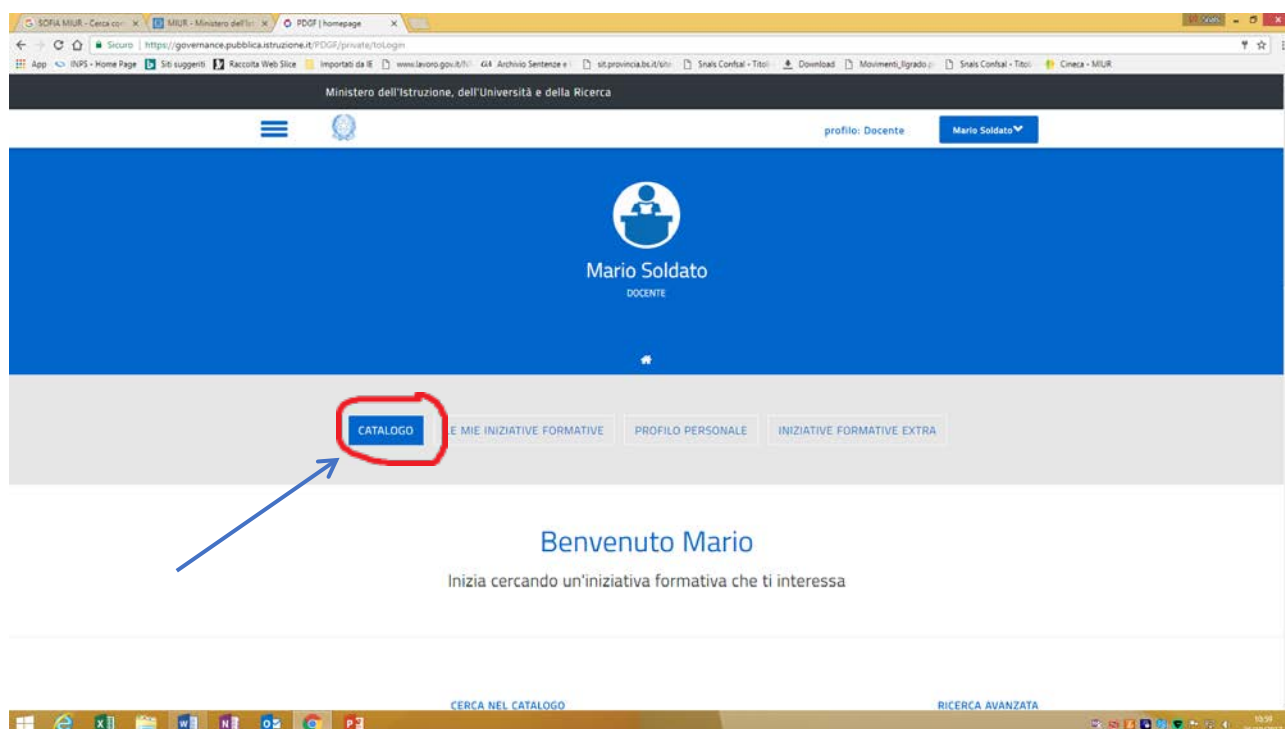 SOFIA MIUR - Cerca con
MIUR - Ministero dell'Is
PDGF | homepage
Sicuro | https://governance.pubblica.istruzione.it/PDGF/private/toLogin
App INPS - Home Page Siti suggeriti Raccolta Web Slice Importati da IE www.lavoro.gov.it/ Archivio Sentenze e sit.provincia.bs.it/ Snals Confsal - Titol Download Movimenti_IIgrado Snals Confsal - Titol Cineca - MIUR
Ministero dell'Istruzione, dell'Università e della Ricerca
profilo: Docente
Mario Soldato
Mario Soldato
DOCENTE
CATALOGO
LE MIE INIZIATIVE FORMATIVE
PROFILO PERSONALE
INIZIATIVE FORMATIVE EXTRA
Benvenuto Mario
Inizia cercando un'iniziativa formativa che ti interessa
CERCA NEL CATALOGO
RICERCA AVANZATA
10:59